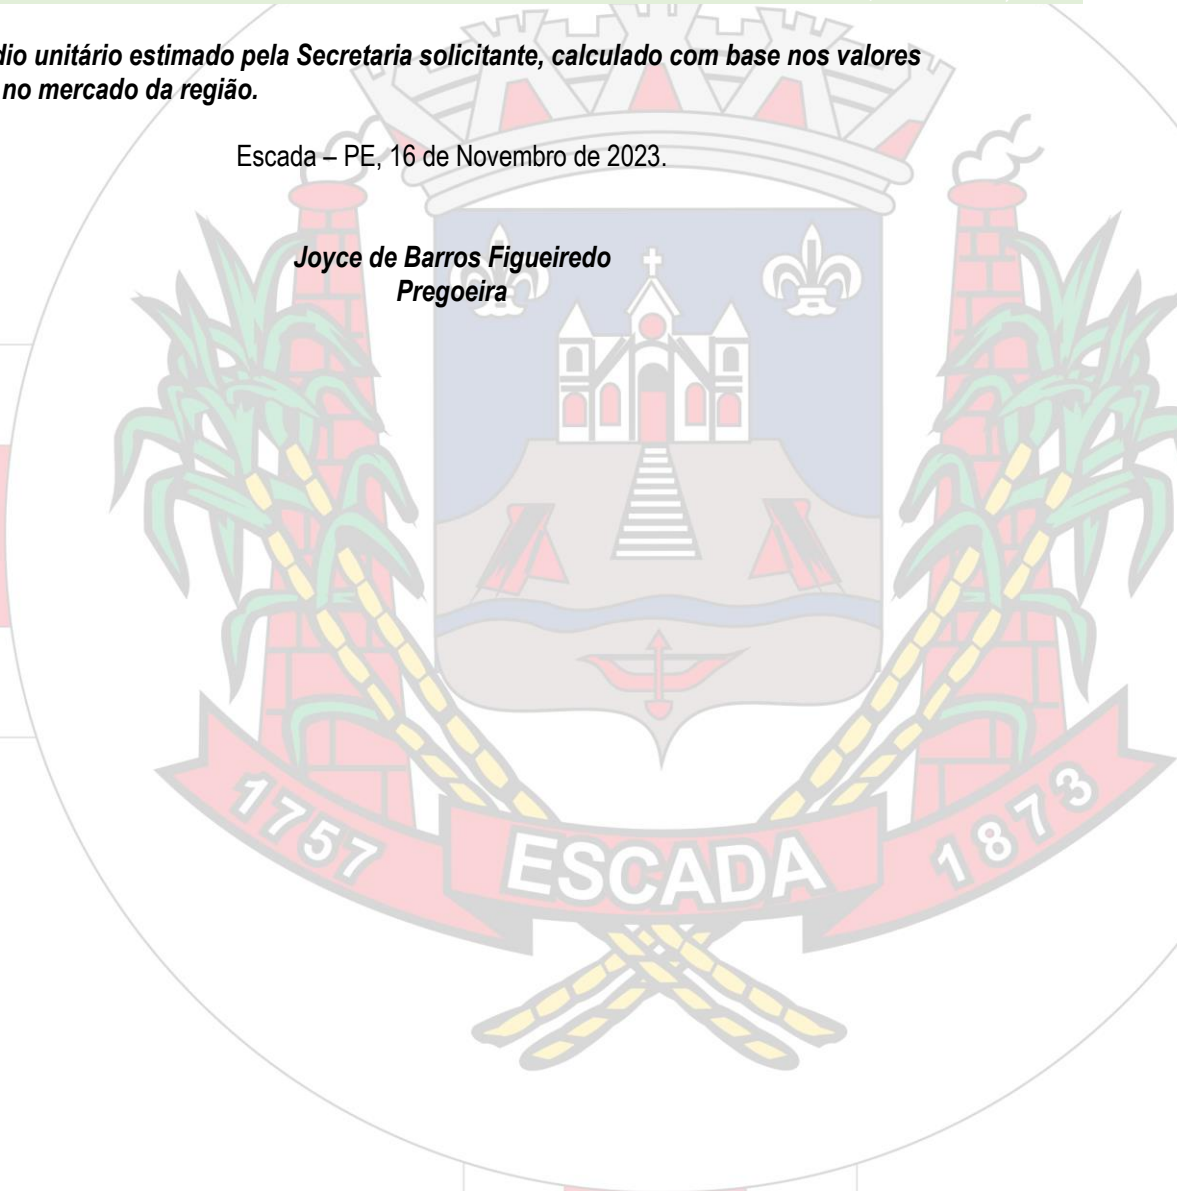 dio unitário estimado pela Secretaria solicitante, calculado com base nos valores
no mercado da região.
Escada – PE, 16 de Novembro de 2023.
Joyce de Barros Figueiredo
Pregoeira
1757
ESCADA
1873